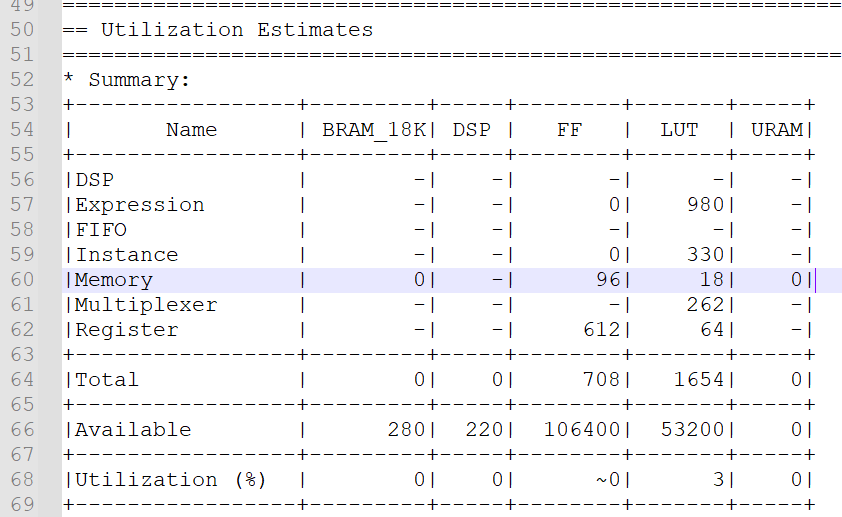 49 ================================================================
50 == Utilization Estimates
51 ================================================================
52 * Summary:
53 +-----------------+---------+-----+--------+-------+-----+
54 |       Name      | BRAM_18K| DSP |   FF   |  LUT  | URAM|
55 +-----------------+---------+-----+--------+-------+-----+
56 |DSP              |        -|    -|       -|      -|    -|
57 |Expression       |        -|    -|       0|    980|    -|
58 |FIFO             |        -|    -|       -|      -|    -|
59 |Instance         |        -|    -|       0|    330|    -|
60 |Memory           |        0|    -|      96|     18|    0|
61 |Multiplexer      |        -|    -|       -|    262|    -|
62 |Register         |        -|    -|     612|     64|    -|
63 +-----------------+---------+-----+--------+-------+-----+
64 |Total            |        0|    0|     708|   1654|    0|
65 +-----------------+---------+-----+--------+-------+-----+
66 |Available        |      280|  220|  106400|  53200|    0|
67 +-----------------+---------+-----+--------+-------+-----+
68 |Utilization (%)  |        0|    0|      ~0|      3|    0|
69 +-----------------+---------+-----+--------+-------+-----+